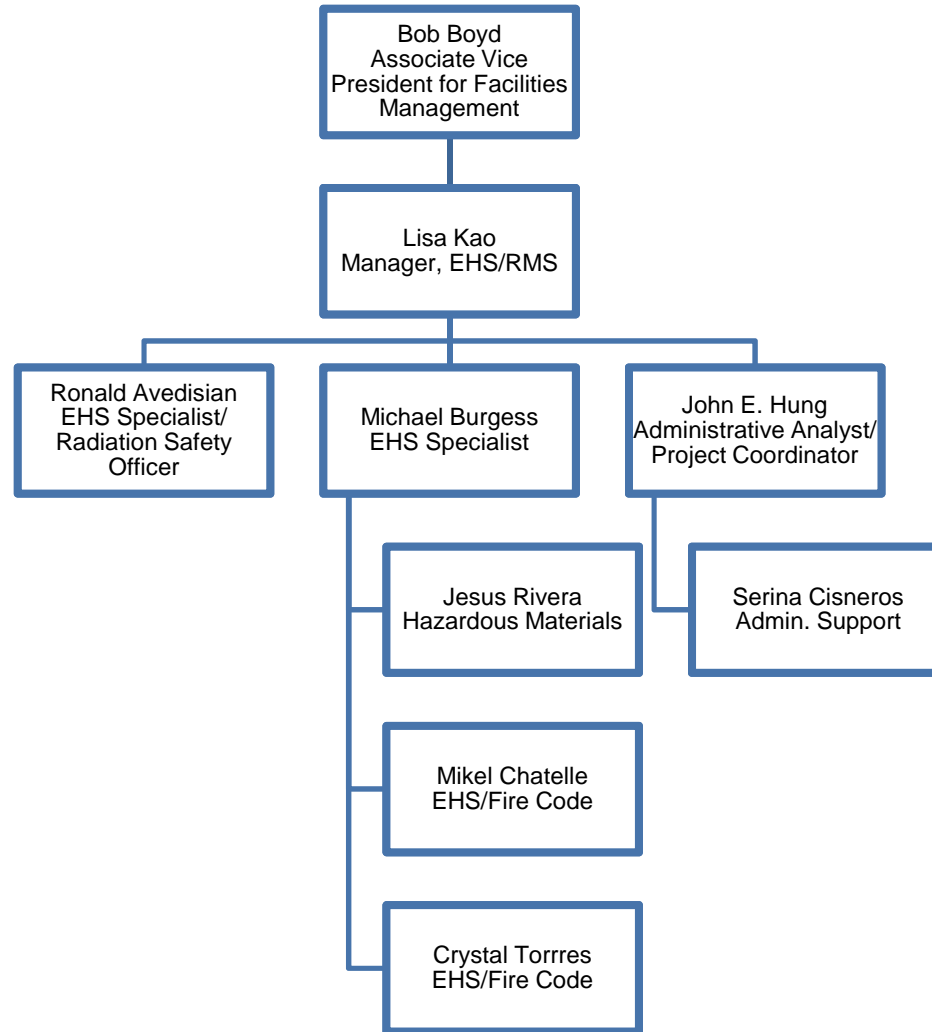 Bob Boyd
Associate Vice
President for Facilities
Management
Lisa Kao
Manager, EHS/RMS
Ronald Avedisian
EHS Specialist/
Radiation Safety
Officer
Michael Burgess
EHS Specialist
John E. Hung
Administrative Analyst/
Project Coordinator
Jesus Rivera
Hazardous Materials
Serina Cisneros
Admin. Support
Mikel Chatelle
EHS/Fire Code
Crystal Torrres
EHS/Fire Code